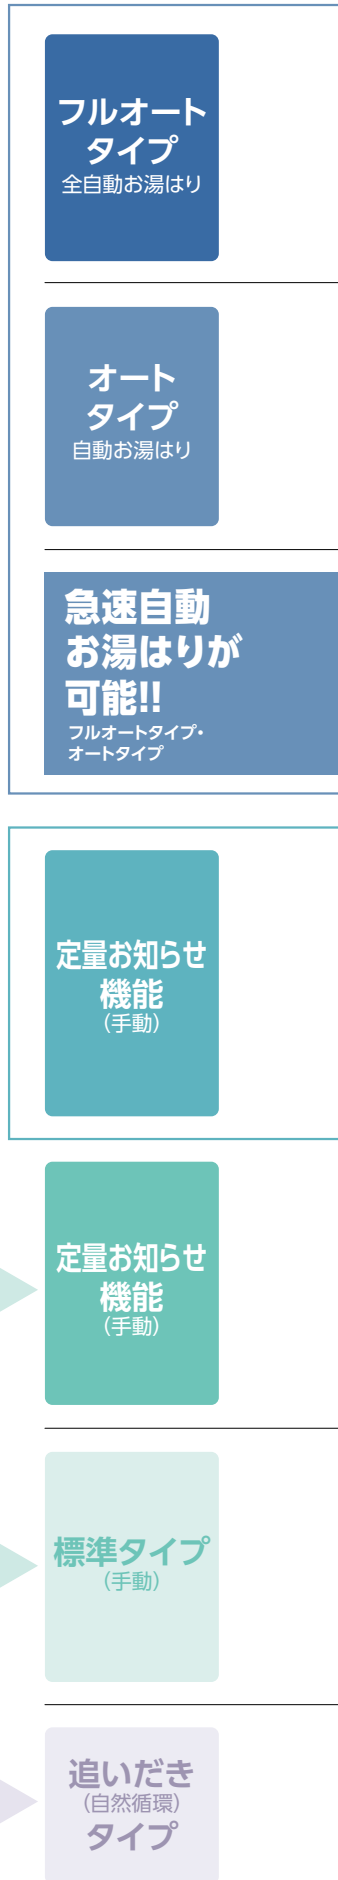 フルオート
タイプ
全自動お湯はり
オート
タイプ
自動お湯はり
急速自動
お湯はりが
可能!!
フルオートタイプ・
オートタイプ
定量お知らせ
機能
（手動）
定量お知らせ
機能
（手動）
標準タイプ
（手動）
追いだき
（自然循環）
タイプ